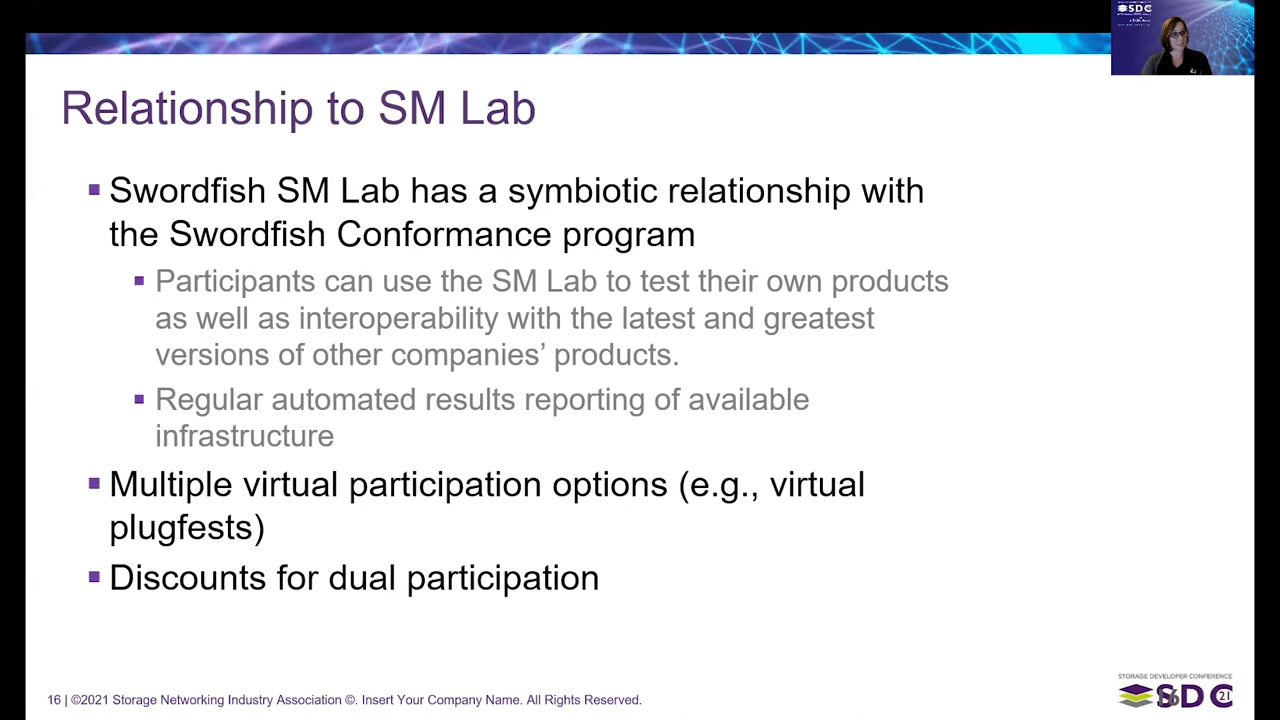 SDC
Relationship to SM Lab
Swordfish SM Lab has a symbiotic relationship with
the Swordfish Conformance program
Participants can use the SM Lab to test their own products
as well as interoperability with the latest and greatest
versions of other companies’ products.
Regular automated results reporting of available
infrastructure
Multiple virtual participation options (e.g., virtual
plugfests)
Discounts for dual participation
16 | ©2021 Storage Networking Industry Association ©. Insert Your Company Name. All Rights Reserved.
STORAGE DEVELOPER CONFERENCE
16
SDC 21